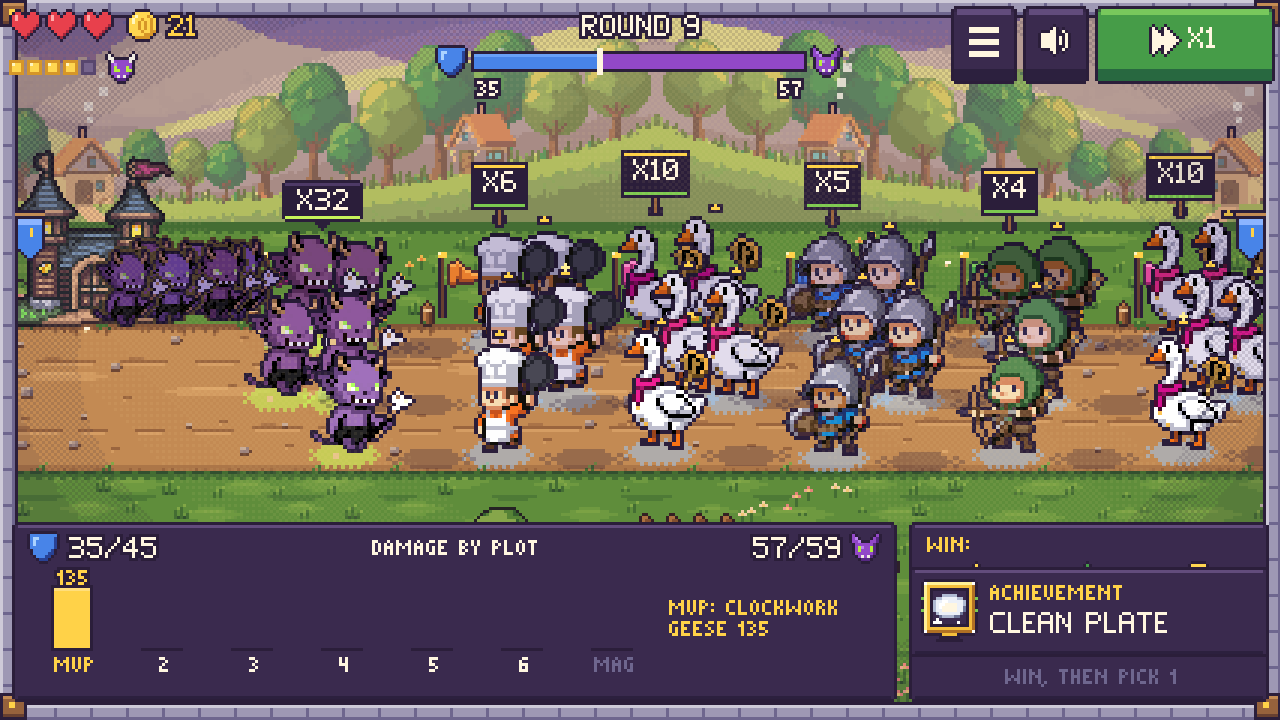 21
ROUND 9
X1
35
57
X32
X6
X10
X5
X4
X10
35/45
DAMAGE BY PLOT
57/59
135
MVP: CLOCKWORK
GEESE 135
MVP
2
3
4
5
6
MAG
WIN:
ACHIEVEMENT
CLEAN PLATE
WIN, THEN PICK 1